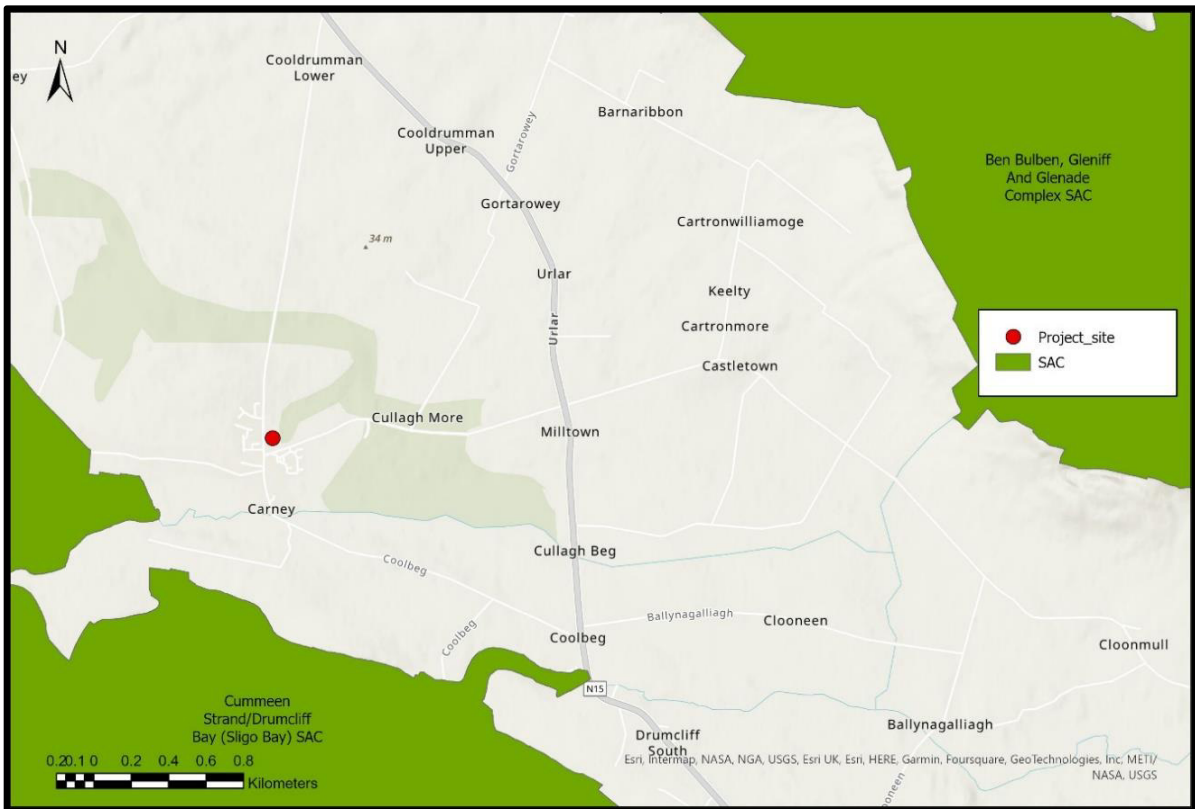 N
ey
Cooldrumman
Lower
Barnaribbon
Cooldrumman
Upper
Gortarowey
Gortarowey
Ben Bulben, Gleniff
And Glenade
Complex SAC
Cartronwilliamoge
34 m
Urlar
Keelty
Urlar
Cartronmore
Project_site
SAC
Castletown
Cullagh More
Milltown
Carney
Cullagh Beg
Coolbeg
Ballynagalliagh
Clooneen
Coolbeg
Coolbeg
Cloonmull
N15
Cummeen
Strand/Drumcliff
Bay (Sligo Bay) SAC
Ballynagalliagh
Drumcliff
South
0.20.1 0 0.2 0.4 0.6 0.8
Kilometers
Esri, Intermap, NASA, NGA, USGS, Esri UK, Esri, HERE, Garmin, Foursquare, GeoTechnologies, Inc, METI/
NASA, USGS
ooneen